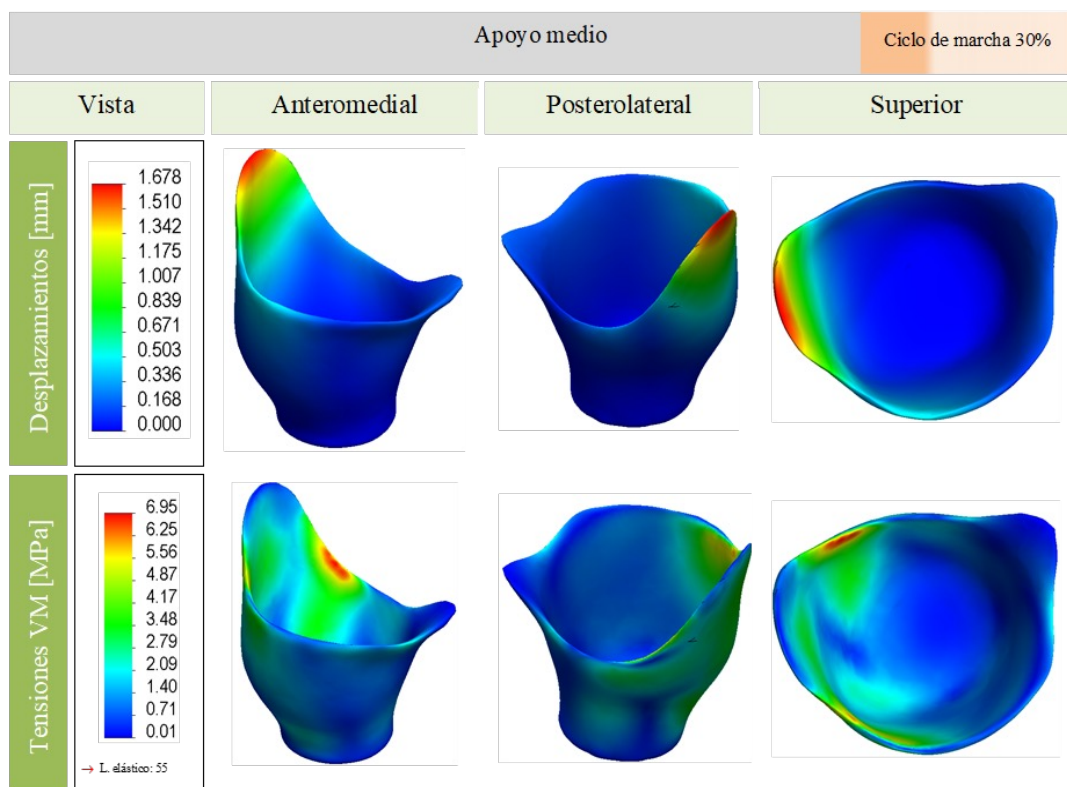 Apoyo medio
Ciclo de marcha 30%
Vista
Anteromedial
Posterolateral
Superior
Desplazamientos [mm]
1.678
1.510
1.342
1.175
1.007
0.839
0.671
0.503
0.336
0.168
0.000
Tensiones VM [MPa]
6.95
6.25
5.56
4.87
4.17
3.48
2.79
2.09
1.40
0.71
0.01
→ L. elástico: 55